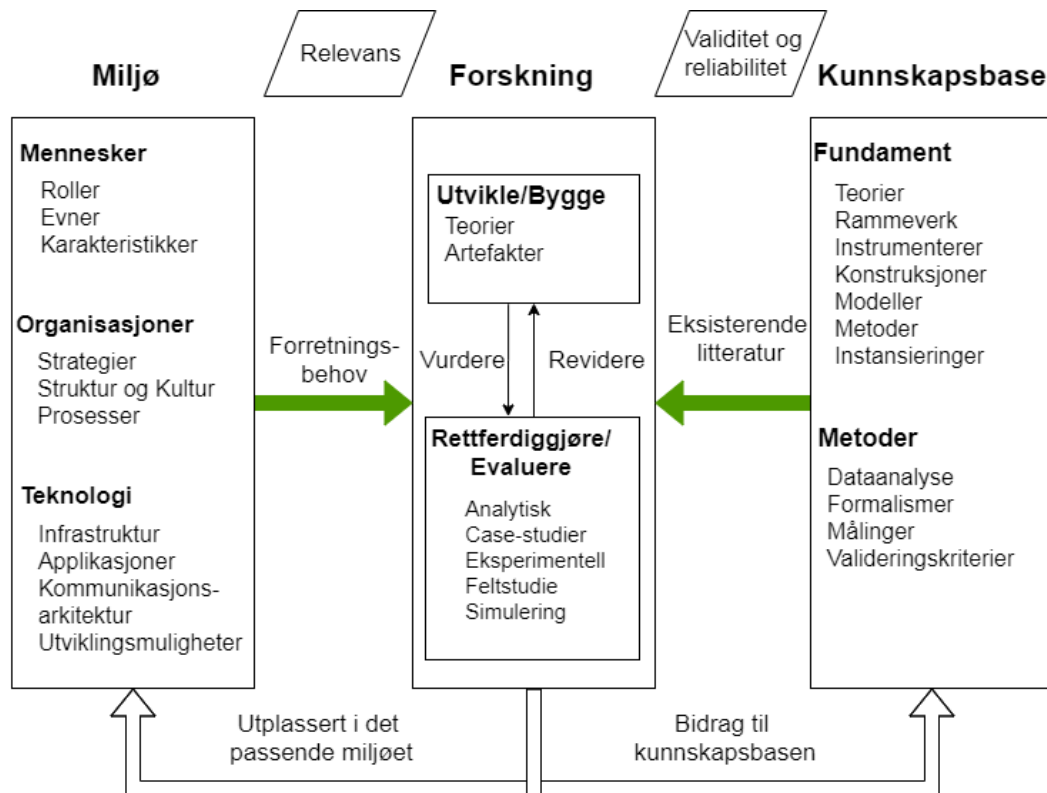 Relevans
Validitet og
reliabilitet
Miljø
Forskning
Kunnskapsbase
Mennesker
Roller
Evner
Karakteristikker
Organisasjoner
Strategier
Struktur og Kultur
Prosesser
Teknologi
Infrastruktur
Applikasjoner
Kommunikasjons-
arkitektur
Utviklingsmuligheter
Forretnings-
behov
Utvikle/Bygge
Teorier
Artefakter
Vurdere
Revidere
Rettferdiggjøre/
Evaluere
Analytisk
Case-studier
Eksperimentell
Feltstudie
Simulering
Eksisterende
litteratur
Fundament
Teorier
Rammeverk
Instrumenterer
Konstruksjoner
Modeller
Metoder
Instansieringer
Metoder
Dataanalyse
Formalismer
Målinger
Valideringskriterier
Utplassert i det
passende miljøet
Bidrag til
kunnskapsbasen